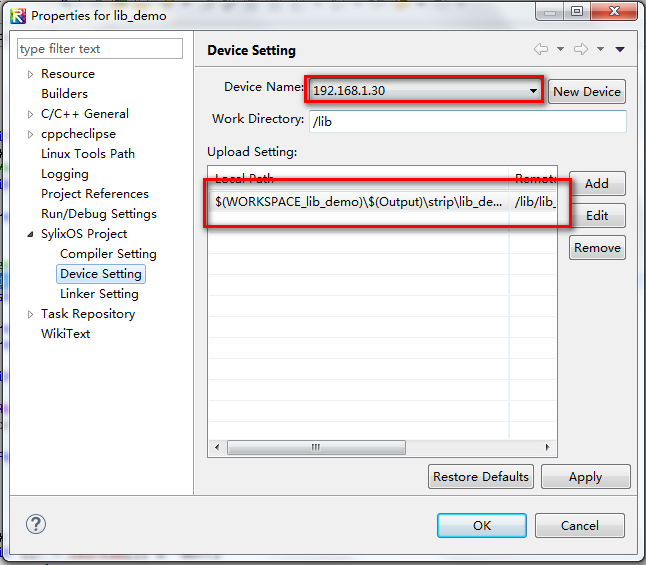 Properties for lib_demo
type filter text
Resource
Builders
C/C++ General
cppcheclipse
Linux Tools Path
Logging
Project References
Run/Debug Settings
SylixOS Project
Compiler Setting
Device Setting
Linker Setting
Task Repository
WikiText
Device Setting
Device Name: 192.168.1.30 New Device
Work Directory: /lib
Upload Setting:
Local Path Remote
$(WORKSPACE_lib_demo)\$(Output)\strip\lib_de... /lib/lib_
Add
Edit
Remove
Restore Defaults Apply
OK Cancel